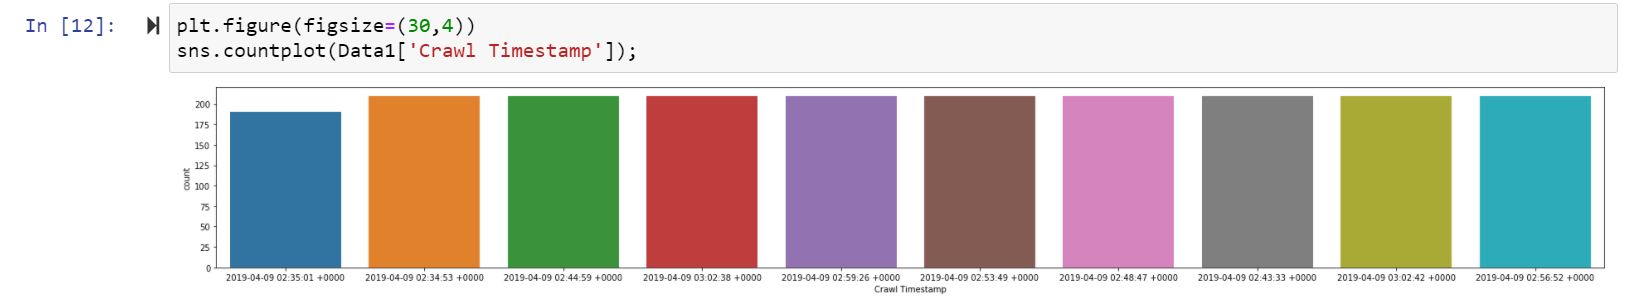 In [12]:
plt.figure(figsize=(30,4))
sns.countplot(Data1['Crawl Timestamp']);
200
175
150
125
100
75
50
25
0
count
2019-04-09 02:35:01 +0000 2019-04-09 02:34:53 +0000 2019-04-09 02:44:59 +0000 2019-04-09 03:02:38 +0000 2019-04-09 02:59:26 +0000 2019-04-09 02:53:49 +0000 2019-04-09 02:48:47 +0000 2019-04-09 02:43:33 +0000 2019-04-09 03:02:42 +0000 2019-04-09 02:56:52 +0000
Crawl Timestamp